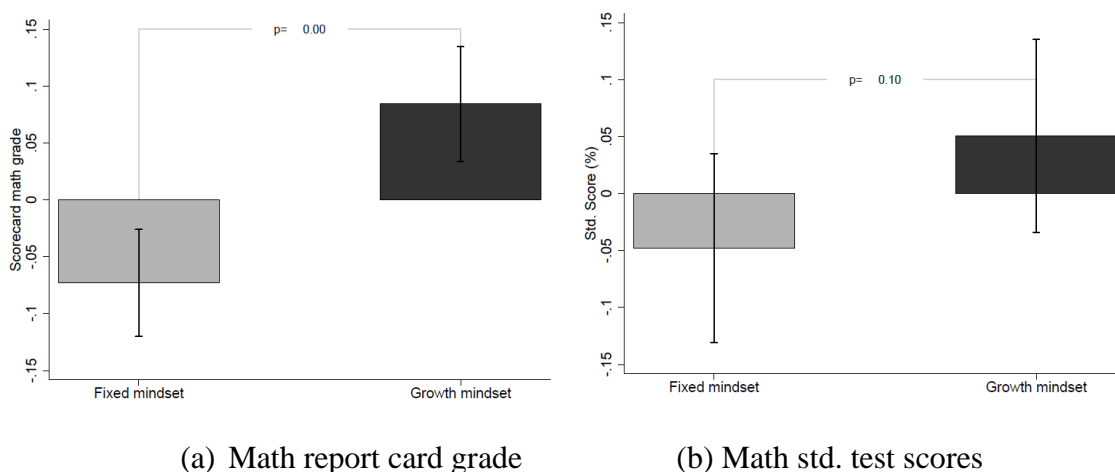 p= 0.00
Scorecard math grade
.15
.1
.05
0
-.05
-.1
-.15
Fixed mindset Growth mindset
(a) Math report card grade
p= 0.10
Std. Score (%)
.15
.1
.05
0
-.05
-.1
-.15
Fixed mindset Growth mindset
(b) Math std. test scores